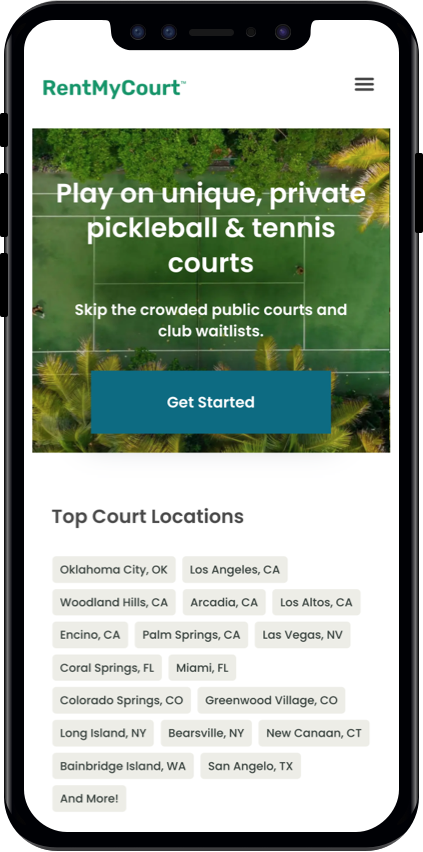 RentMyCourt™
Play on unique, private
pickleball & tennis
courts
Skip the crowded public courts and
club waitlists.
Get Started
Top Court Locations
Oklahoma City, OK Los Angeles, CA
Woodland Hills, CA Arcadia, CA Los Altos, CA
Encino, CA Palm Springs, CA Las Vegas, NV
Coral Springs, FL Miami, FL
Colorado Springs, CO Greenwood Village, CO
Long Island, NY Bearsville, NY New Canaan, CT
Bainbridge Island, WA San Angelo, TX
And More!